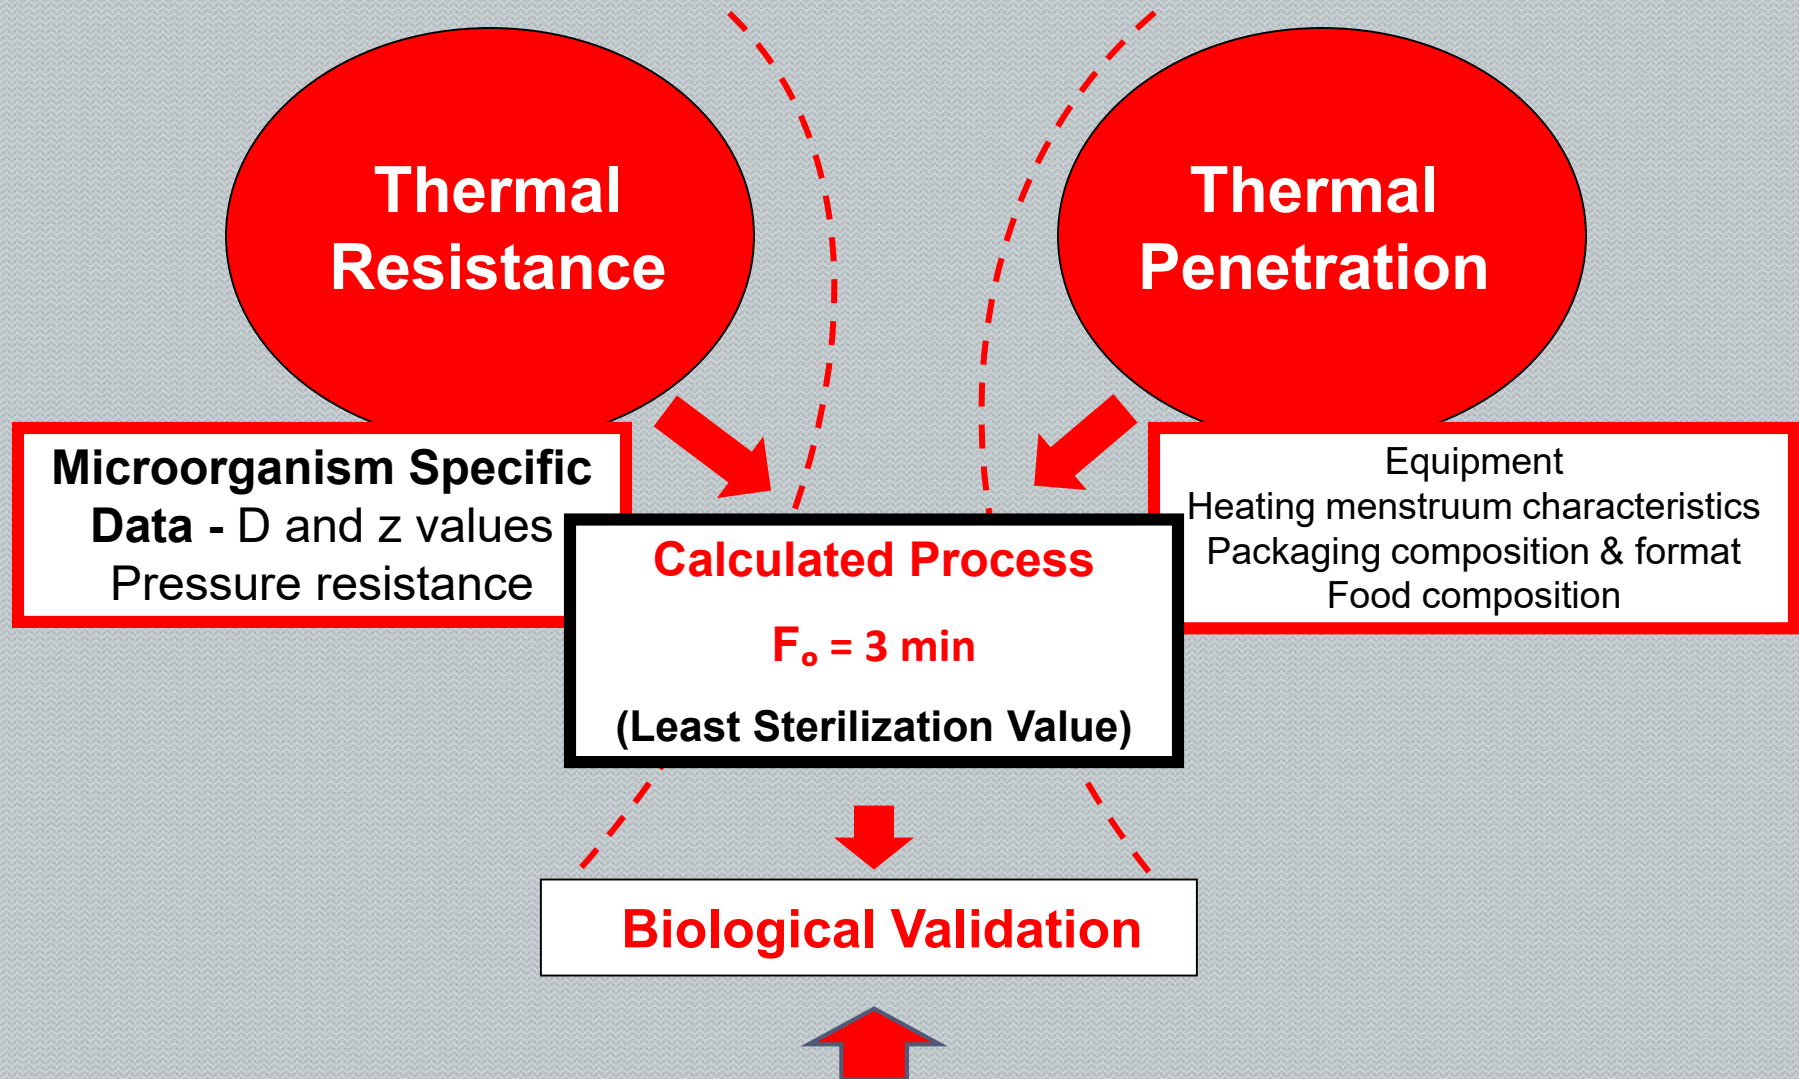 Thermal
Resistance
Thermal
Penetration
Microorganism Specific
Data - D and z values
Pressure resistance
Equipment
Heating menstruum characteristics
Packaging composition & format
Food composition
Calculated Process
Fₒ = 3 min
(Least Sterilization Value)
Biological Validation